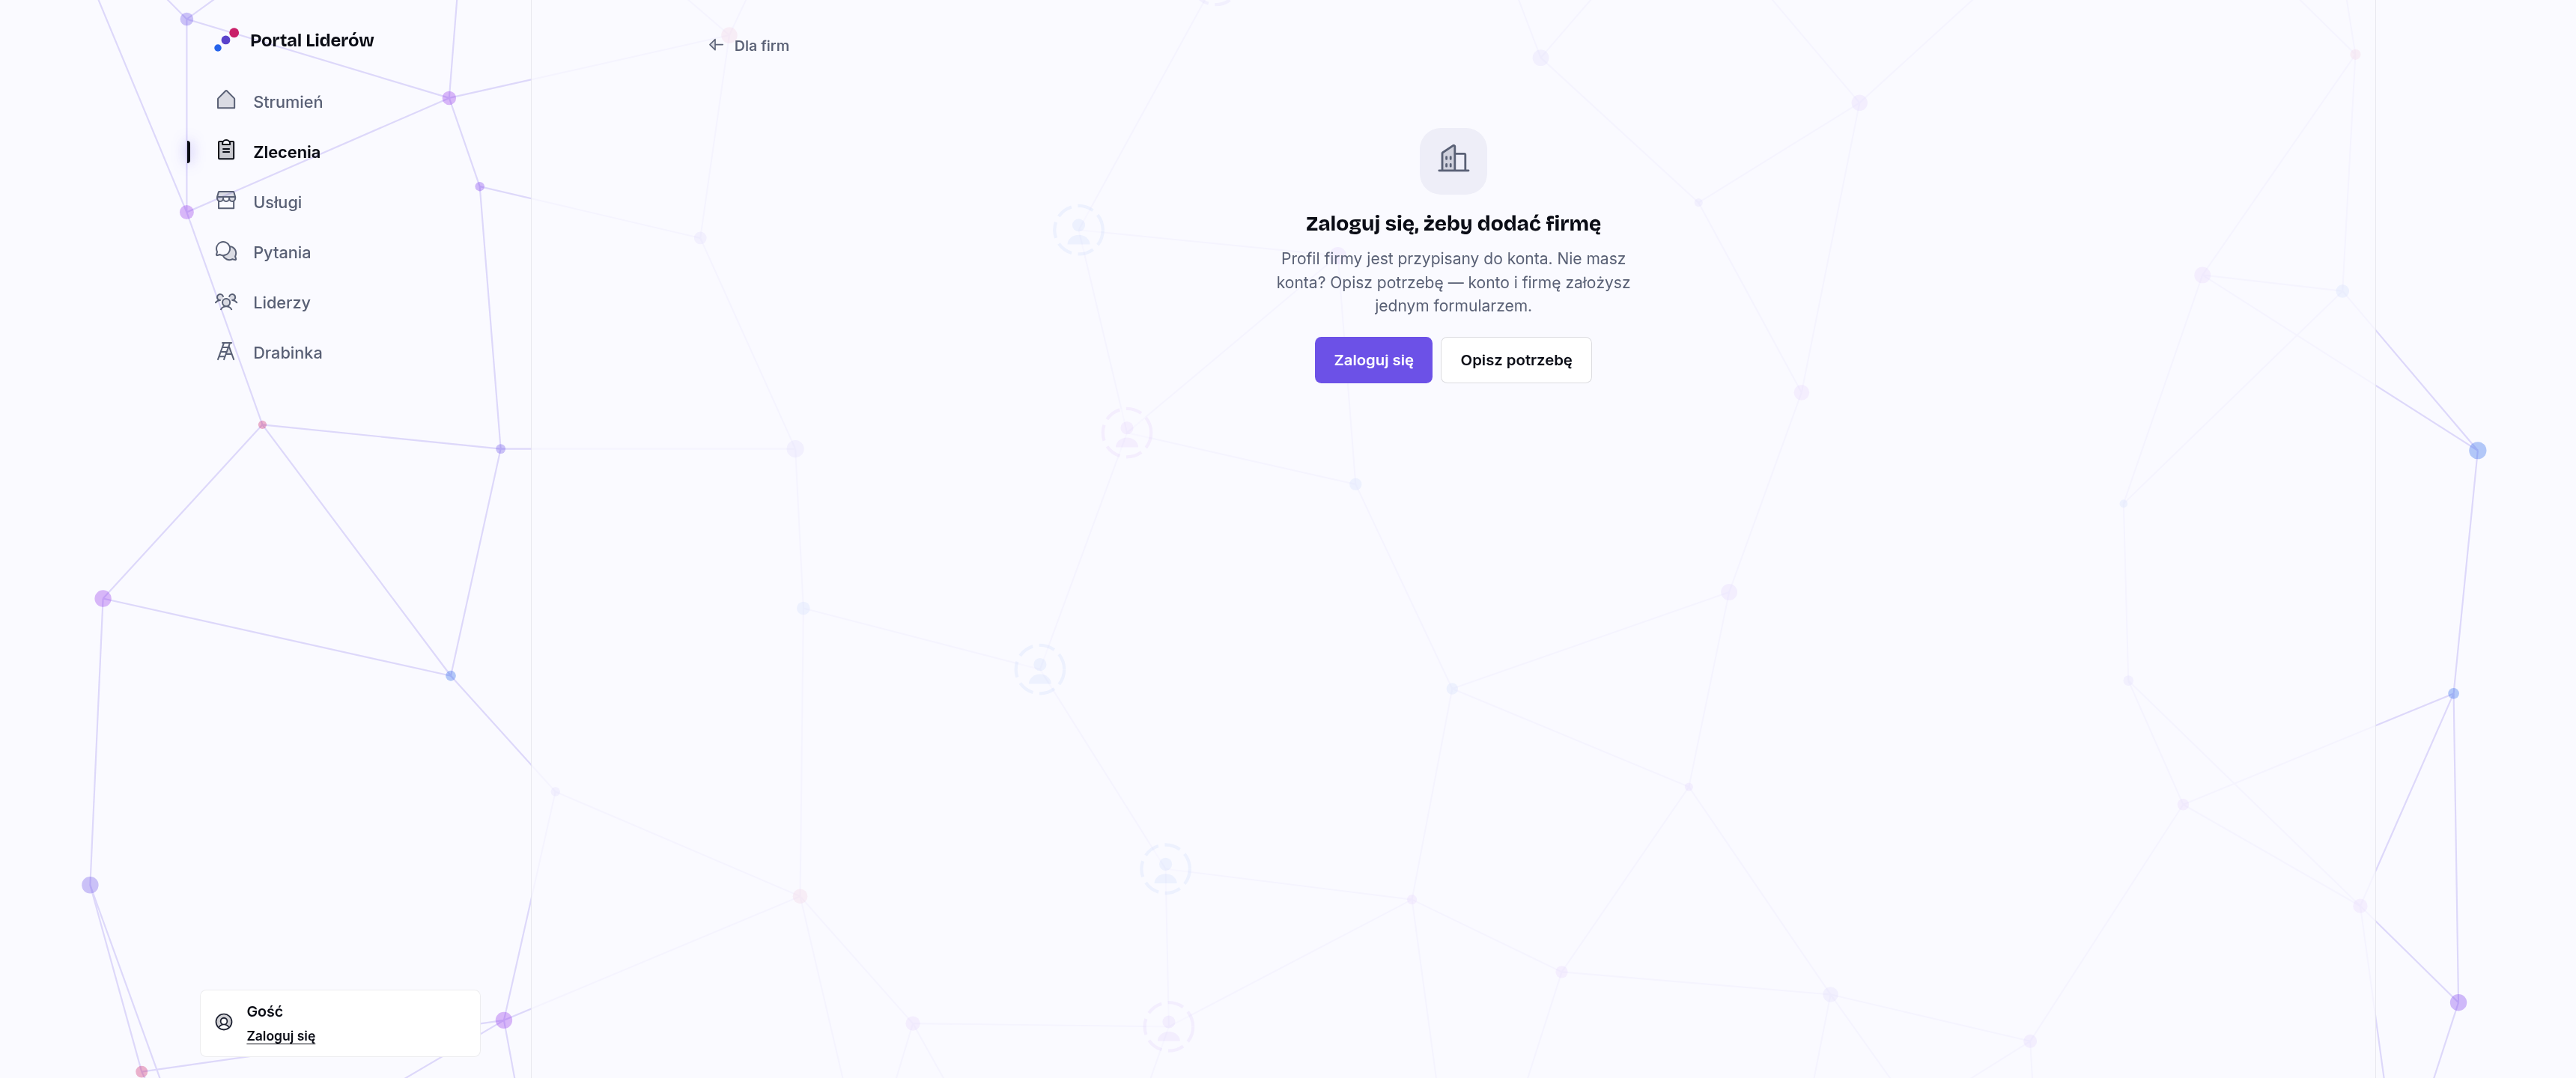 Portal Liderów
Strumień
Zlecenia
Usługi
Pytania
Liderzy
Drabinka
Gość
Zaloguj się
Dla firm
Zaloguj się, żeby dodać firmę
Profil firmy jest przypisany do konta. Nie masz
konta? Opisz potrzebę — konto i firmę założysz
jednym formularzem.
Zaloguj się
Opisz potrzebę